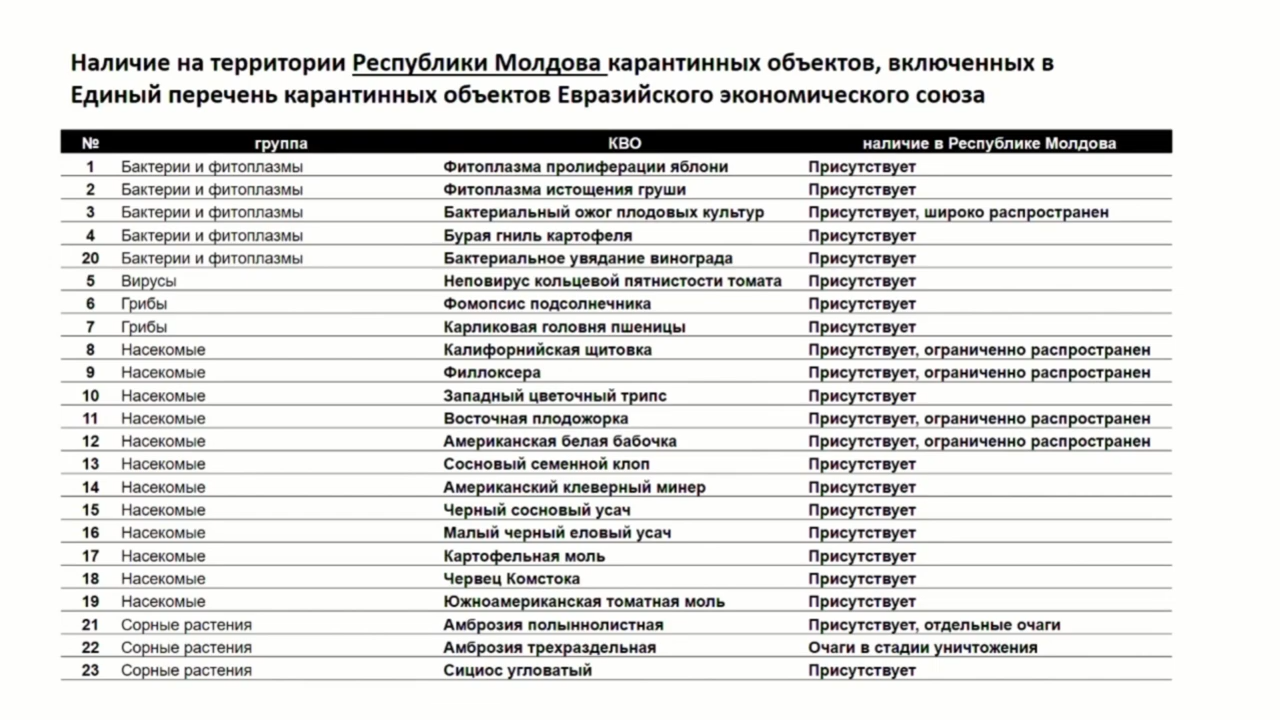 Наличие на территории Республики Молдова карантинных объектов, включенных в
Единый перечень карантинных объектов Евразийского экономического союза
№ группа КВО наличие в Республике Молдова
1 Бактерии и фитоплазмы Фитоплазма пролиферации яблони Присутствует
2 Бактерии и фитоплазмы Фитоплазма истощения груши Присутствует
3 Бактерии и фитоплазмы Бактериальный ожог плодовых культур Присутствует, широко распространен
4 Бактерии и фитоплазмы Бурая гниль картофеля Присутствует
20 Бактерии и фитоплазмы Бактериальное увядание винограда Присутствует
5 Вирусы Неповирус кольцевой пятнистости томата Присутствует
6 Грибы Фомопсис подсолнечника Присутствует
7 Грибы Карликовая головня пшеницы Присутствует
8 Насекомые Калифорнийская щитовка Присутствует, ограниченно распространен
9 Насекомые Филлоксера Присутствует, ограниченно распространен
10 Насекомые Западный цветочный трипс Присутствует
11 Насекомые Восточная плодожорка Присутствует, ограниченно распространен
12 Насекомые Американская белая бабочка Присутствует, ограниченно распространен
13 Насекомые Сосновый семенной клоп Присутствует
14 Насекомые Американский клеверный минер Присутствует
15 Насекомые Черный сосновый усач Присутствует
16 Насекомые Малый черный еловый усач Присутствует
17 Насекомые Картофельная моль Присутствует
18 Насекомые Червец Комстока Присутствует
19 Насекомые Южноамериканская томатная моль Присутствует
21 Сорные растения Амброзия полыннолистная Присутствует, отдельные очаги
22 Сорные растения Амброзия трехраздельная Очаги в стадии уничтожения
23 Сорные растения Сициос угловатый Присутствует